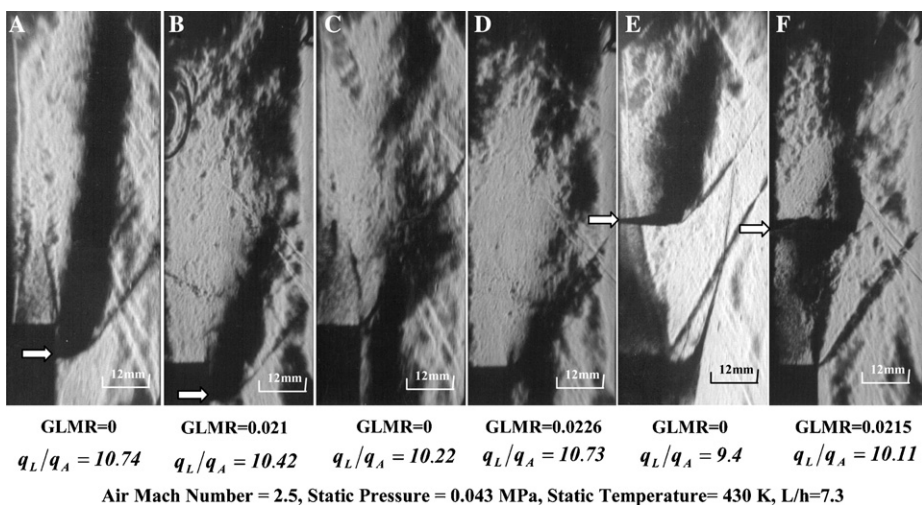 A B C D E F
12mm 12mm 12mm 12mm 12mm 12mm
GLMR=0 GLMR=0.021 GLMR=0 GLMR=0.0226 GLMR=0 GLMR=0.0215
q_L/q_A = 10.74 q_L/q_A = 10.42 q_L/q_A = 10.22 q_L/q_A = 10.73 q_L/q_A = 9.4 q_L/q_A = 10.11
Air Mach Number = 2.5, Static Pressure = 0.043 MPa, Static Temperature= 430 K, L/h=7.3